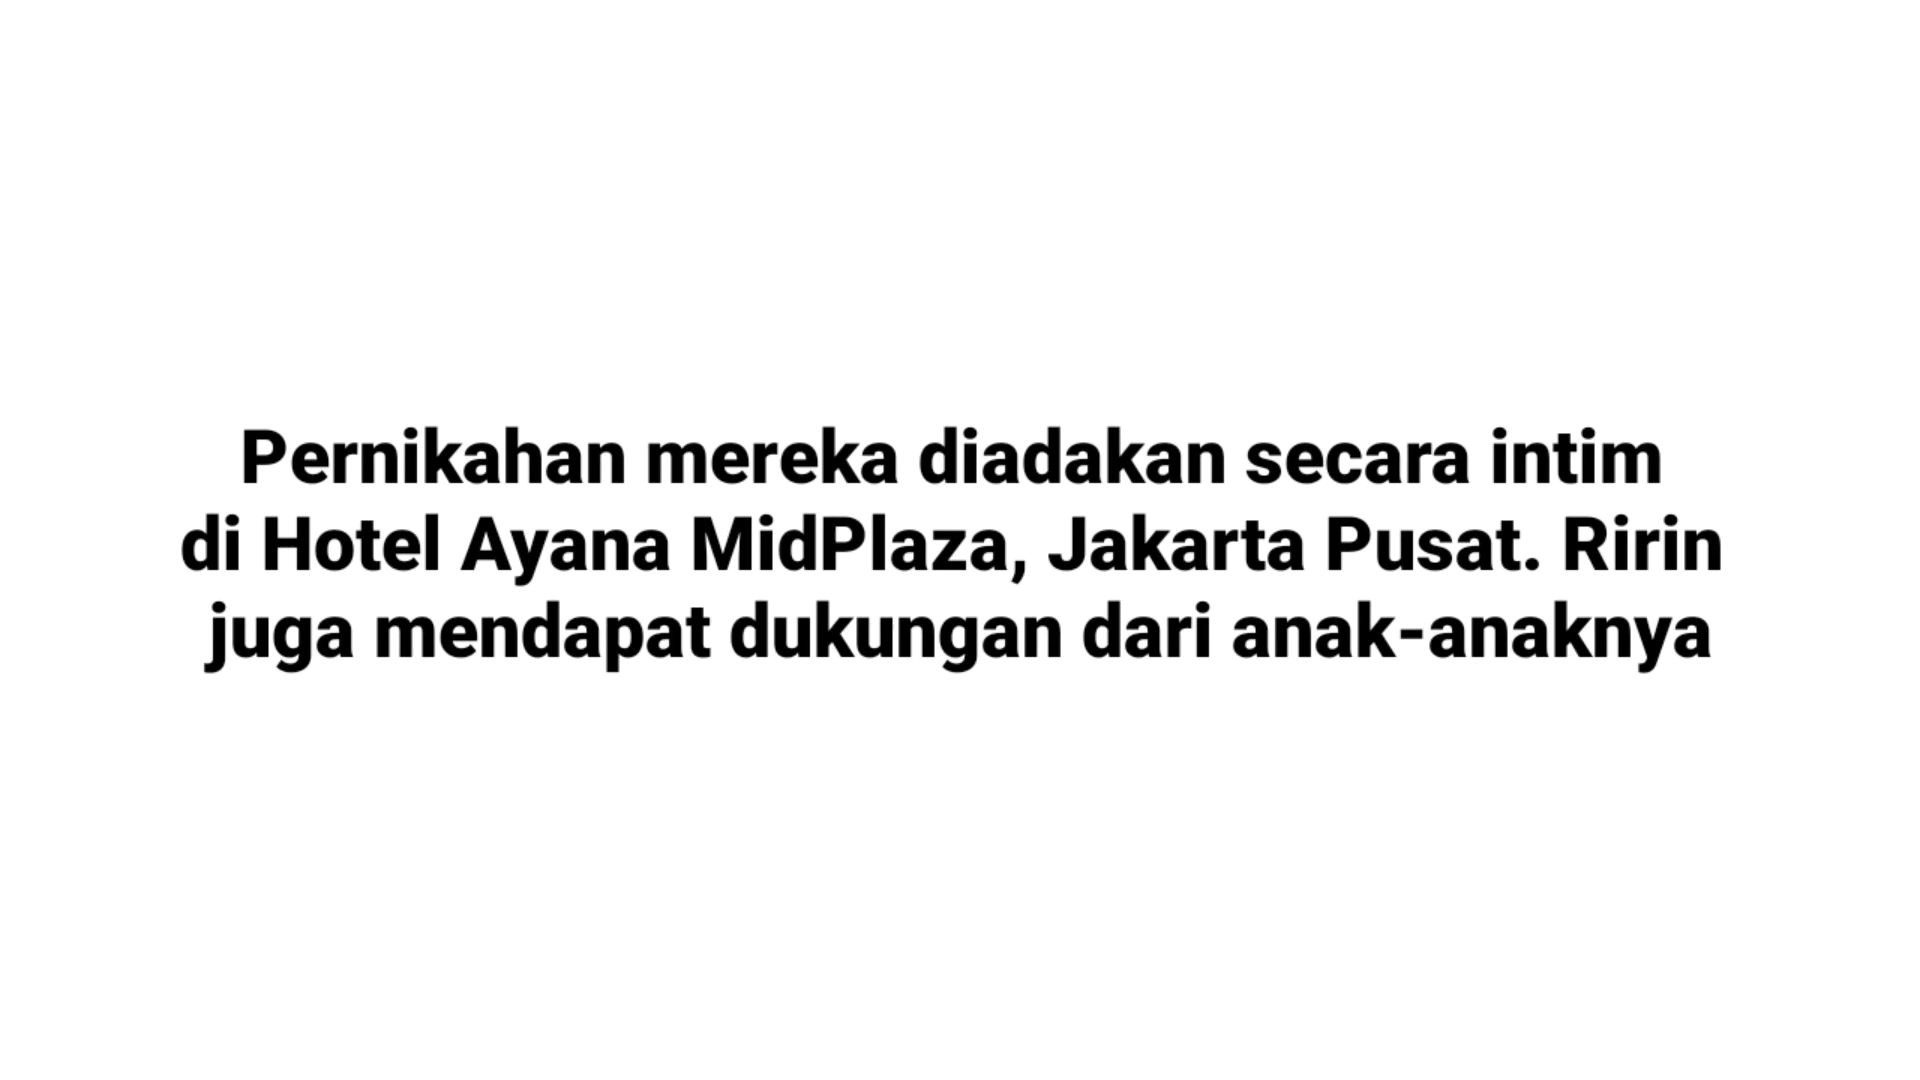 Pernikahan mereka diadakan secara intim
di Hotel Ayana MidPlaza, Jakarta Pusat. Ririn
juga mendapat dukungan dari anak-anaknya